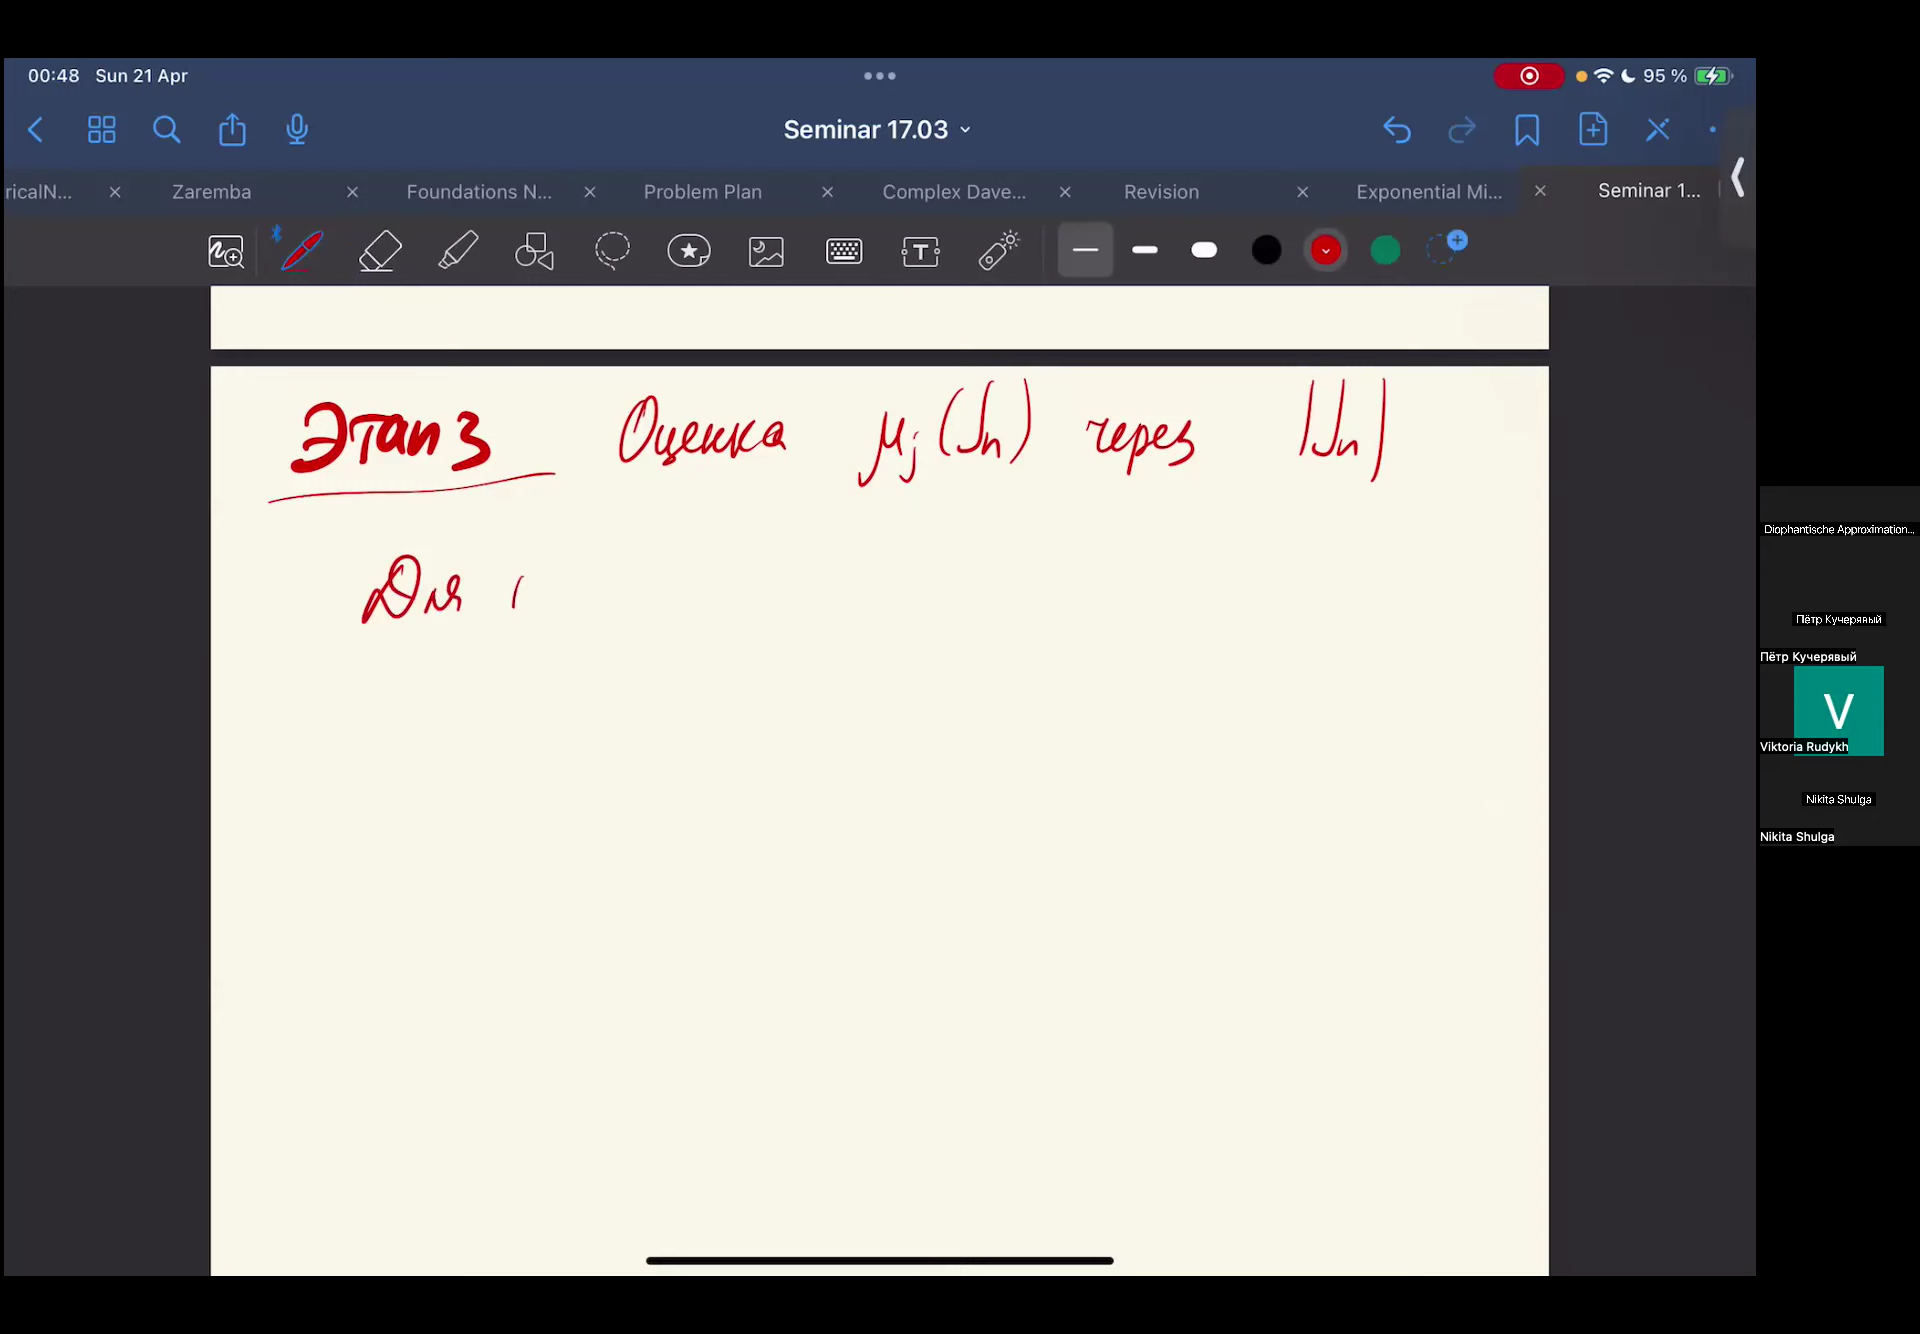 00:48 Sun 21 Apr
95 %
Seminar 17.03
ricalN...
Zaremba
Foundations N...
Problem Plan
Complex Dave...
Revision
Exponential Mi...
Seminar 1...
T
Этап 3 Оценка μj(Jn) через |Jn|
Для (
Diophantische Approximation...
Пётр Кучерявый
Пётр Кучерявый
V
Viktoria Rudykh
Nikita Shulga
Nikita Shulga